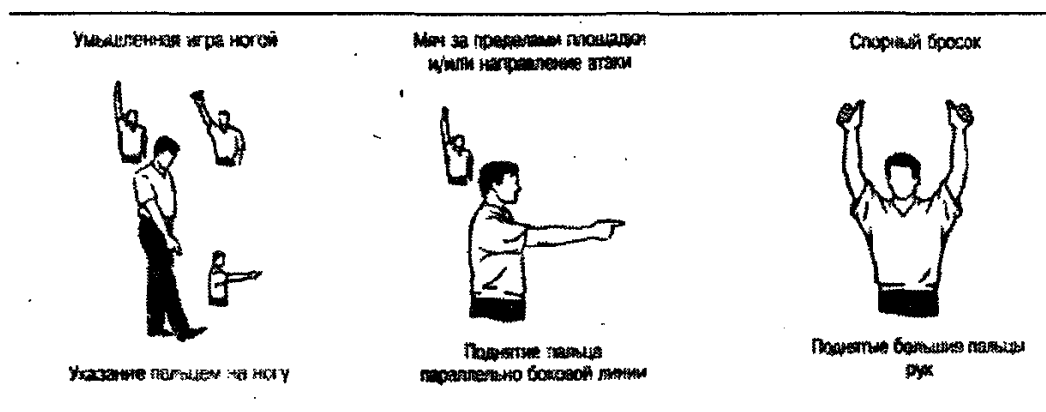 Умышленная игра ногой
Мяч за пределами площадки
и/или направление атаки
Спорный бросок
Указание пальцем на ногу
Поднятие пальца
параллельно боковой линии
Поднятые большие пальцы
рук